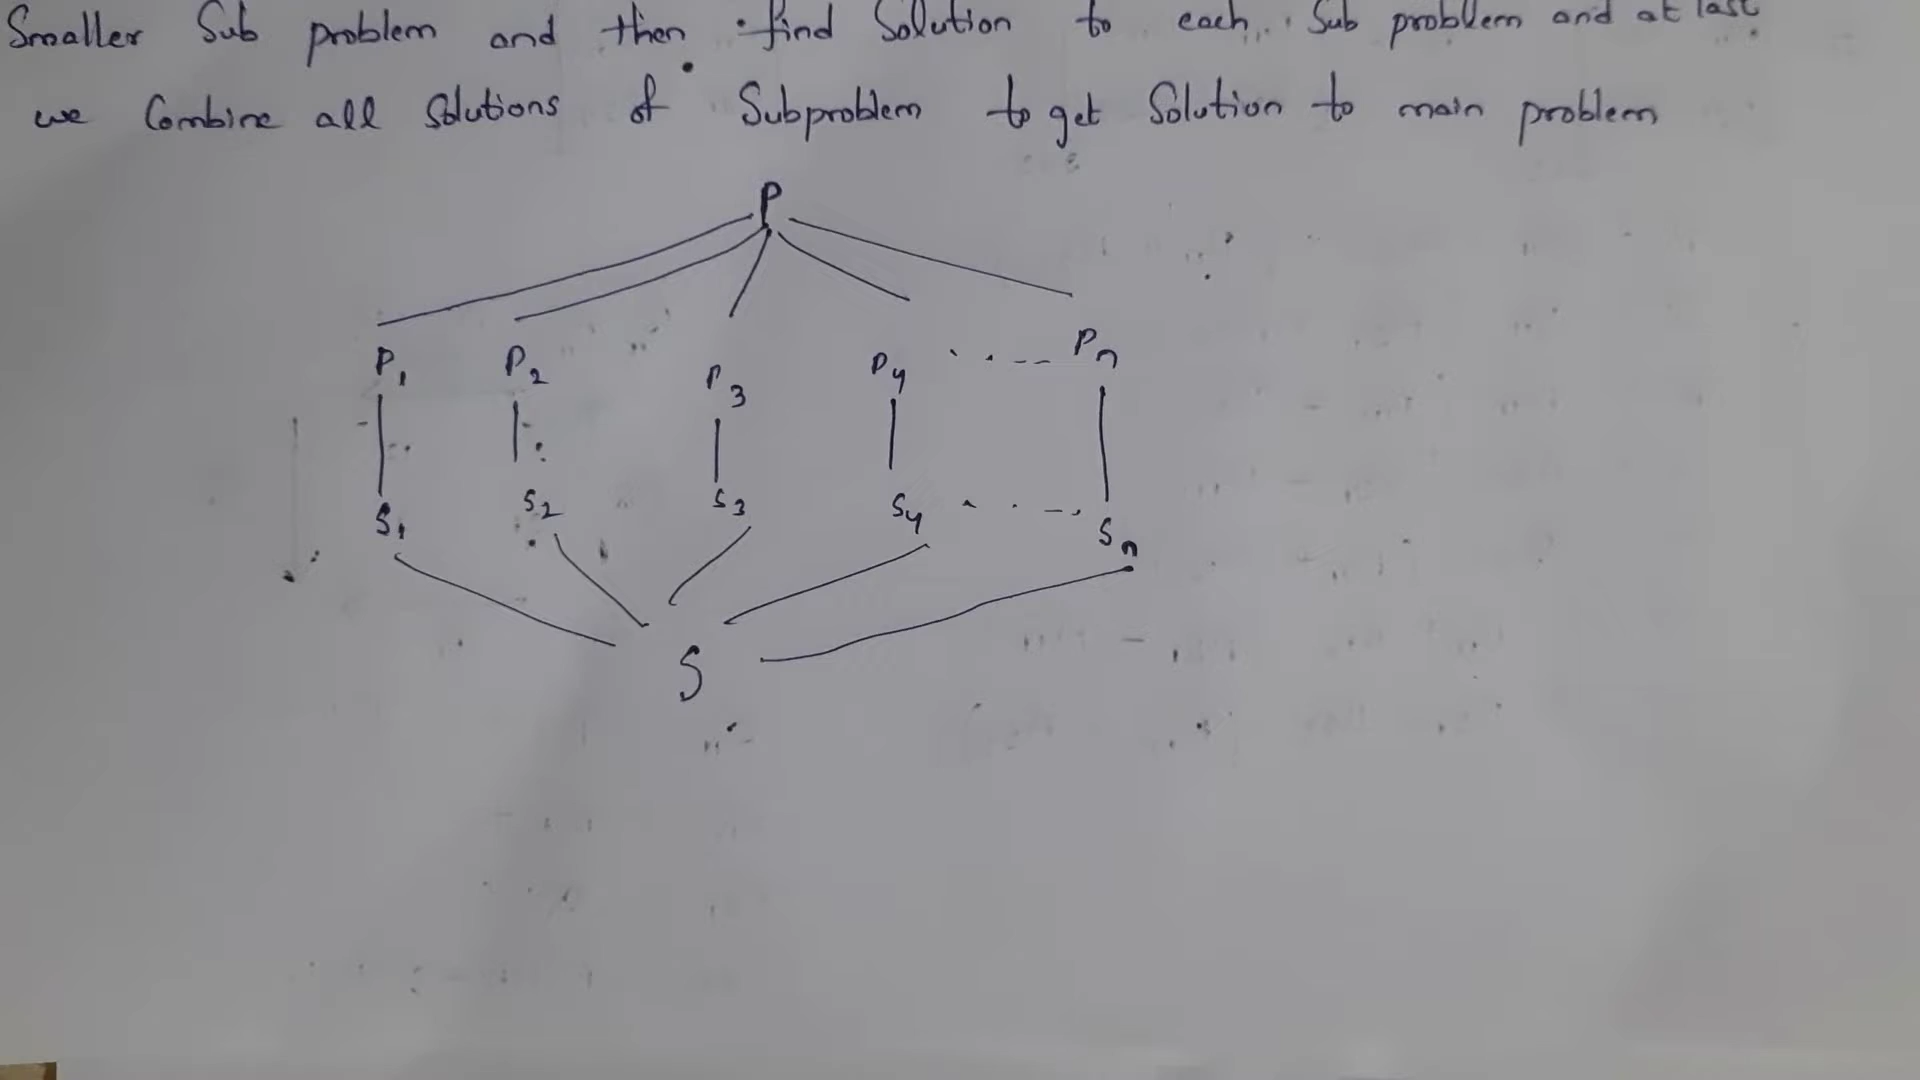 Smaller Sub problem and then find Solution to each Sub problem and at last
we Combine all Solutions of Subproblem to get Solution to main problem
P
P1 P2 P3 P4 ... Pn
S1 S2 S3 S4 ... Sn
S